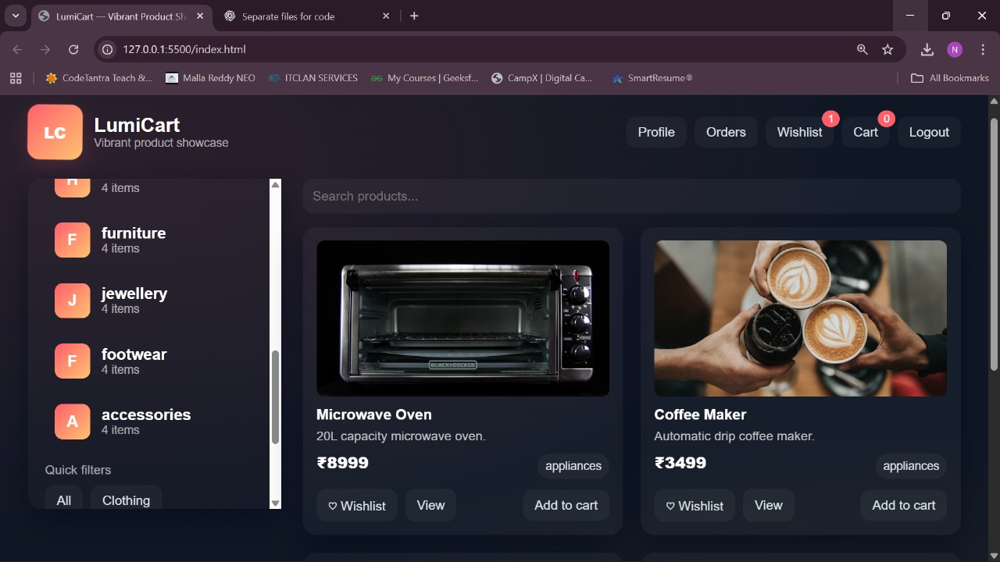 LumiCart — Vibrant Product Sh
Separate files for code
127.0.0.1:5500/index.html
N
CodeTantra Teach &...
Malla Reddy NEO
ITCLAN SERVICES
My Courses | Geeksf...
CampX | Digital Ca...
SmartResume®
All Bookmarks
LC
LumiCart
Vibrant product showcase
Profile
Orders
Wishlist
1
Cart
0
Logout
H
4 items
F
furniture
4 items
J
jewellery
4 items
F
footwear
4 items
A
accessories
4 items
Quick filters
All
Clothing
Search products...
BLACK+DECKER
Microwave Oven
20L capacity microwave oven.
₹8999
appliances
♡ Wishlist
View
Add to cart
Coffee Maker
Automatic drip coffee maker.
₹3499
appliances
♡ Wishlist
View
Add to cart